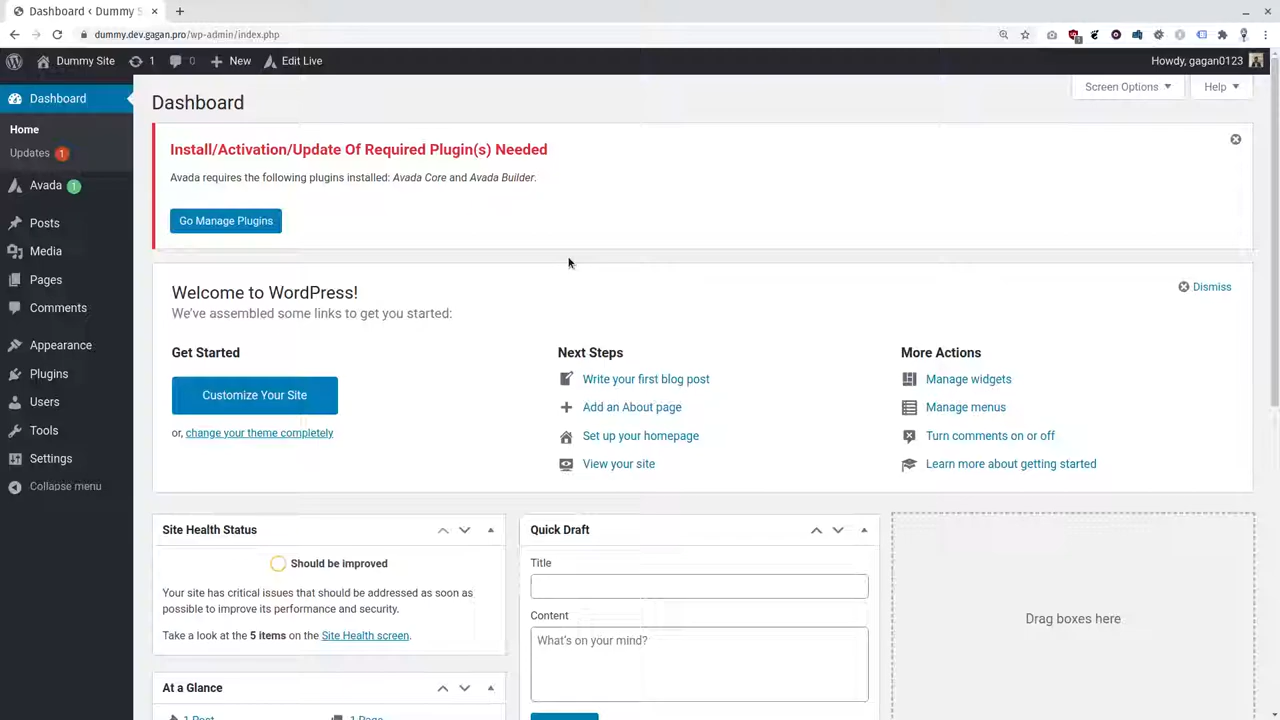 Dashboard ‹ Dummy S
dummy.dev.gagan.pro/wp-admin/index.php
Dummy Site 1 0 New Edit Live Howdy, gagan0123
Dashboard
Home
Updates 1
Avada 1
Posts
Media
Pages
Comments
Appearance
Plugins
Users
Tools
Settings
Collapse menu
Screen Options Help
Dashboard
Install/Activation/Update Of Required Plugin(s) Needed
Avada requires the following plugins installed: Avada Core and Avada Builder.
Go Manage Plugins
Welcome to WordPress!
Dismiss
We've assembled some links to get you started:
Get Started
Customize Your Site
or, change your theme completely
Next Steps
Write your first blog post
Add an About page
Set up your homepage
View your site
More Actions
Manage widgets
Manage menus
Turn comments on or off
Learn more about getting started
Site Health Status
Should be improved
Your site has critical issues that should be addressed as soon as
possible to improve its performance and security.
Take a look at the 5 items on the Site Health screen.
At a Glance
1 Post 1 Page
Quick Draft
Title
Content
What's on your mind?
Drag boxes here